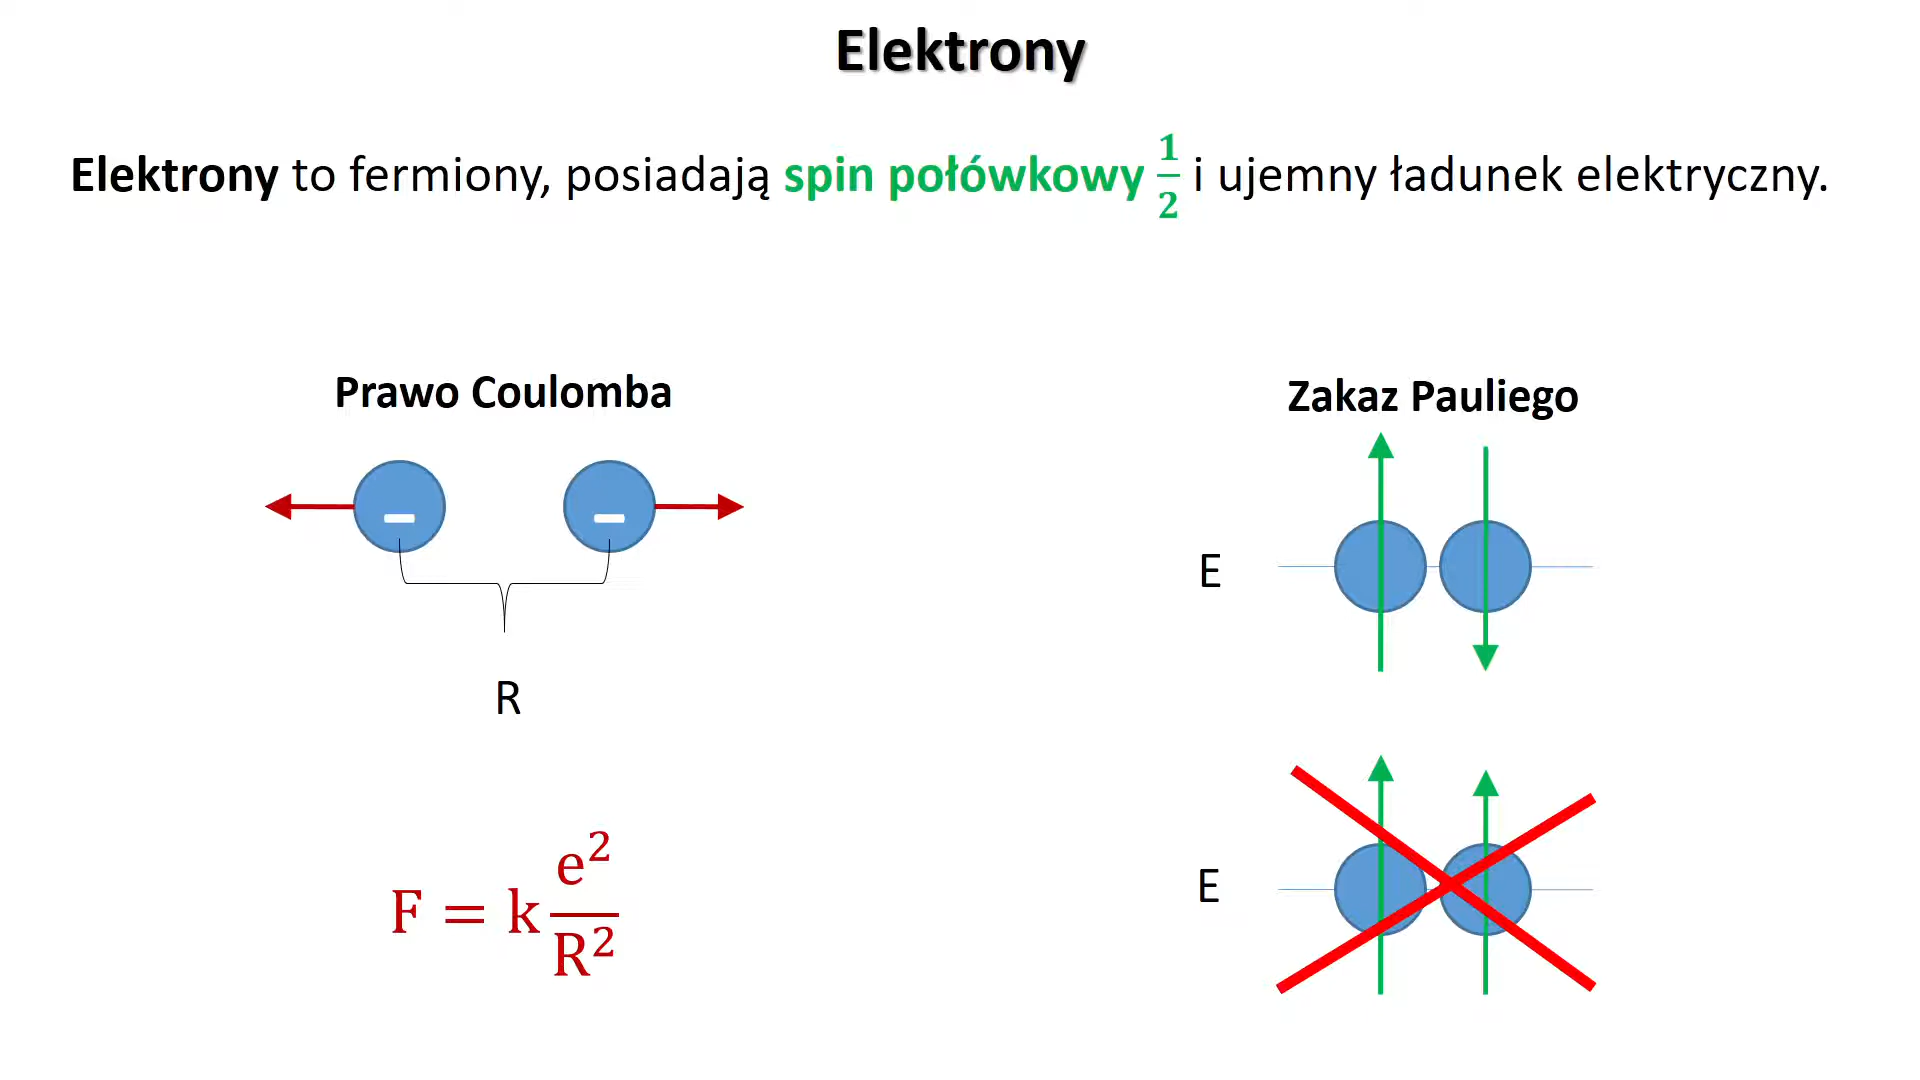 Elektrony
Elektrony to fermiony, posiadają spin połówkowy 1/2 i ujemny ładunek elektryczny.
Prawo Coulomba
- -
R
F = k e²/R²
Zakaz Pauliego
E
E